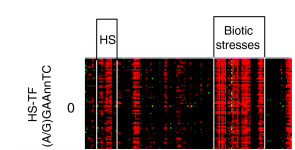 HS
Biotic
stresses
HS-TF
(A/G)GAAnnTC
0